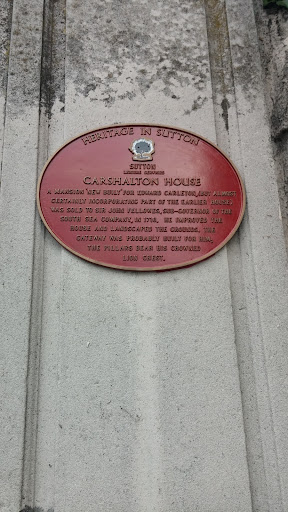 HERITAGE IN SUTTON
SUTTON
LEISURE SERVICES
CARSHALTON HOUSE
A MANSION 'NEW BUILT' FOR EDWARD CARLETON, (BUT ALMOST
CERTAINLY INCORPORATING PART OF THE EARLIER HOUSE)
WAS SOLD TO SIR JOHN FELLOWES, SUB-GOVERNOR OF THE
SOUTH SEA COMPANY, IN 1716. HE IMPROVED THE
HOUSE AND LANDSCAPED THE GROUNDS. THE
GATEWAY WAS PROBABLY BUILT FOR HIM;
THE PILLARS BEAR HIS CROWNED
LION CREST.